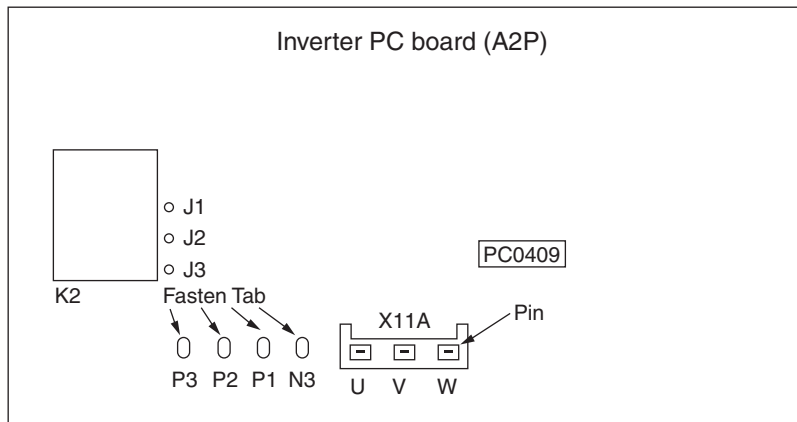 Inverter PC board (A2P)
J1
J2
PC0409
J3
K2 Fasten Tab
X11A Pin
P3 P2 P1 N3
U V W